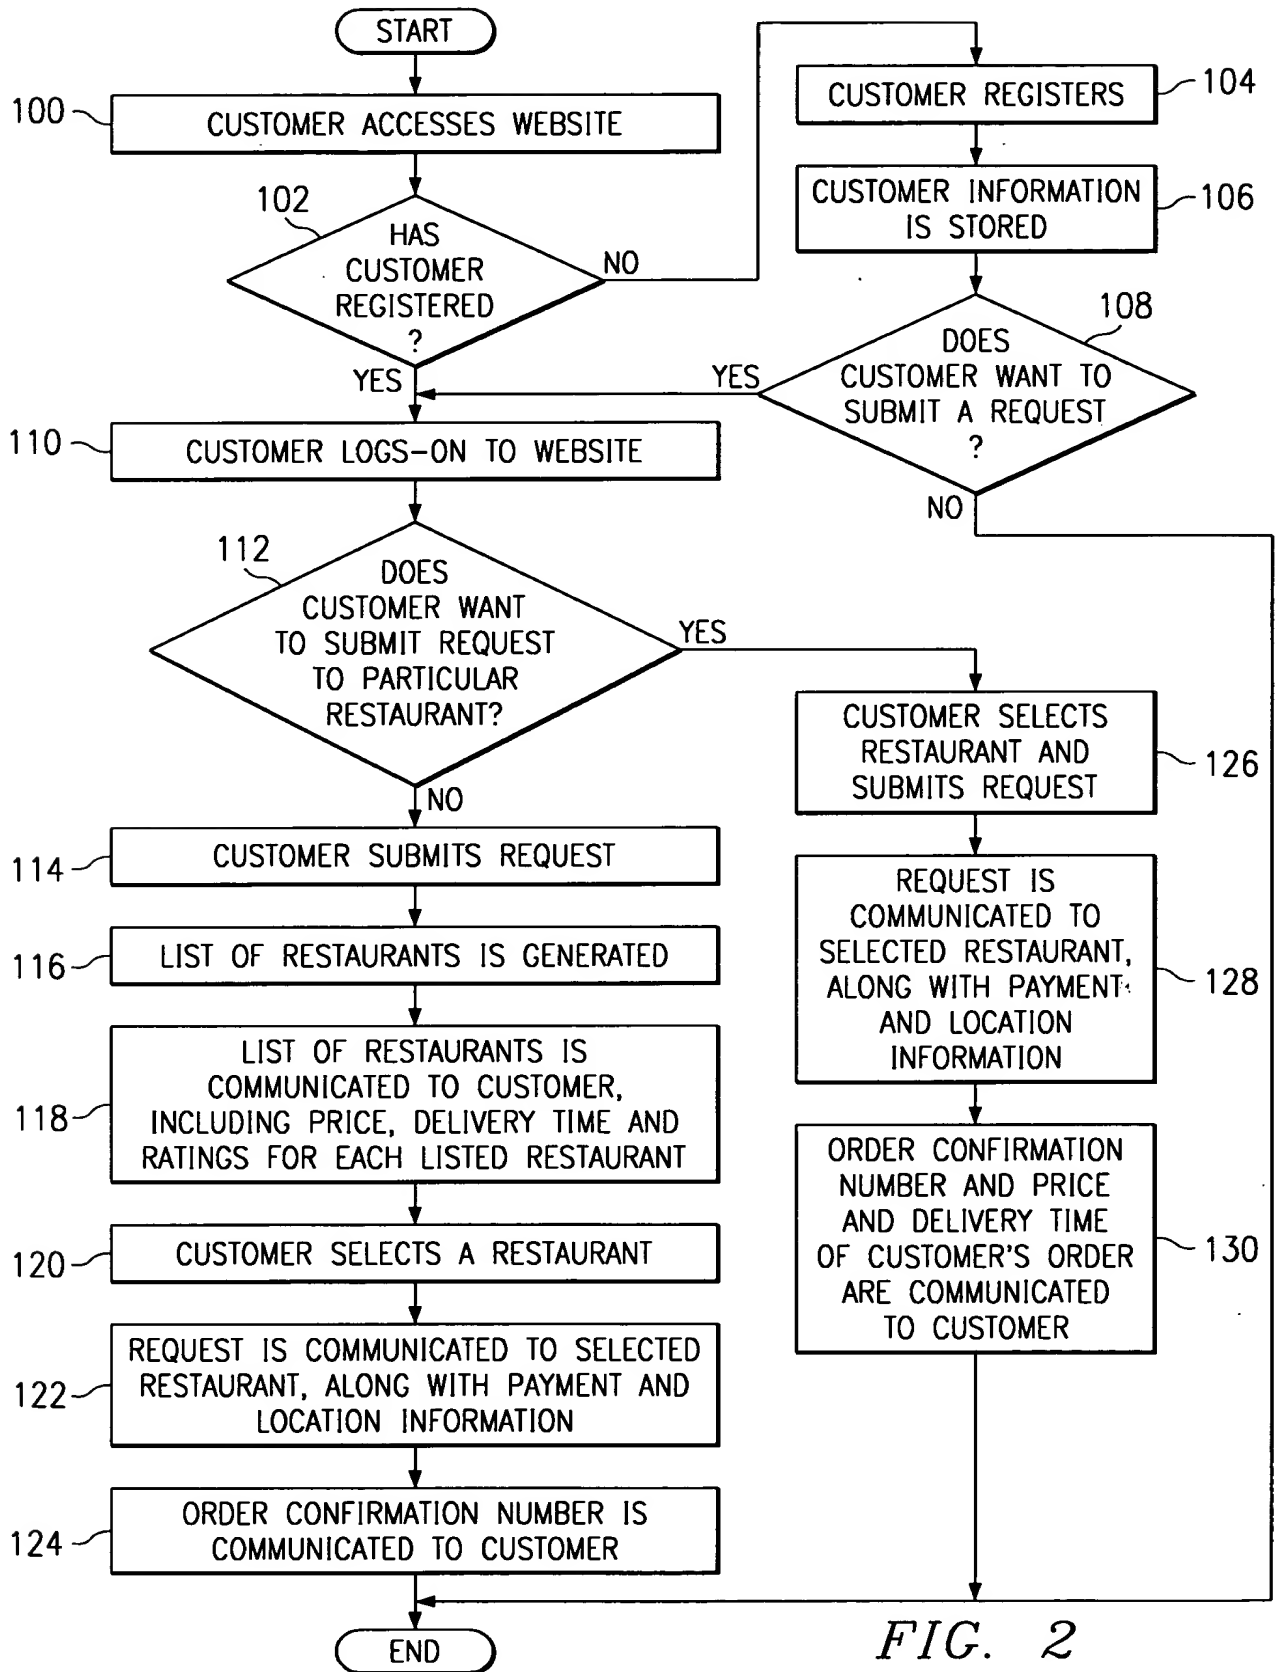 START
100
CUSTOMER ACCESSES WEBSITE
102
HAS
CUSTOMER
REGISTERED
?
NO
YES
CUSTOMER REGISTERS
104
CUSTOMER INFORMATION
IS STORED
106
108
DOES
CUSTOMER WANT TO
SUBMIT A REQUEST
?
YES
NO
110
CUSTOMER LOGS-ON TO WEBSITE
112
DOES
CUSTOMER WANT
TO SUBMIT REQUEST
TO PARTICULAR
RESTAURANT?
YES
NO
114
CUSTOMER SUBMITS REQUEST
116
LIST OF RESTAURANTS IS GENERATED
118
LIST OF RESTAURANTS IS
COMMUNICATED TO CUSTOMER,
INCLUDING PRICE, DELIVERY TIME AND
RATINGS FOR EACH LISTED RESTAURANT
120
CUSTOMER SELECTS A RESTAURANT
122
REQUEST IS COMMUNICATED TO SELECTED
RESTAURANT, ALONG WITH PAYMENT AND
LOCATION INFORMATION
124
ORDER CONFIRMATION NUMBER IS
COMMUNICATED TO CUSTOMER
CUSTOMER SELECTS
RESTAURANT AND
SUBMITS REQUEST
126
REQUEST IS
COMMUNICATED TO
SELECTED RESTAURANT,
ALONG WITH PAYMENT
AND LOCATION
INFORMATION
128
ORDER CONFIRMATION
NUMBER AND PRICE
AND DELIVERY TIME
OF CUSTOMER'S ORDER
ARE COMMUNICATED
TO CUSTOMER
130
END
FIG. 2